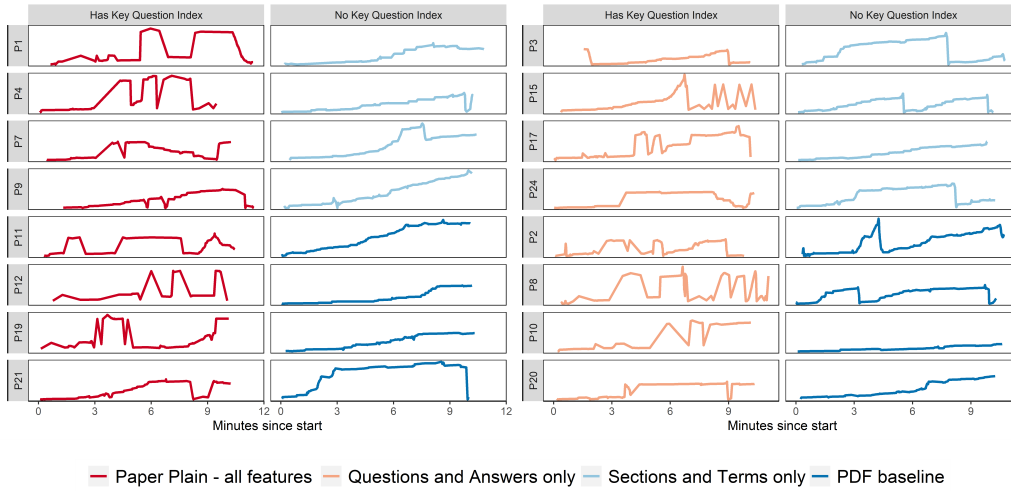 Has Key Question Index
No Key Question Index
Has Key Question Index
No Key Question Index
P1
P4
P7
P9
P11
P12
P19
P21
P3
P15
P17
P24
P2
P8
P10
P20
0 3 6 9 12
3 6 9 12
0 3 6 9
0 3 6 9
Minutes since start
Minutes since start
Paper Plain - all features Questions and Answers only Sections and Terms only PDF baseline